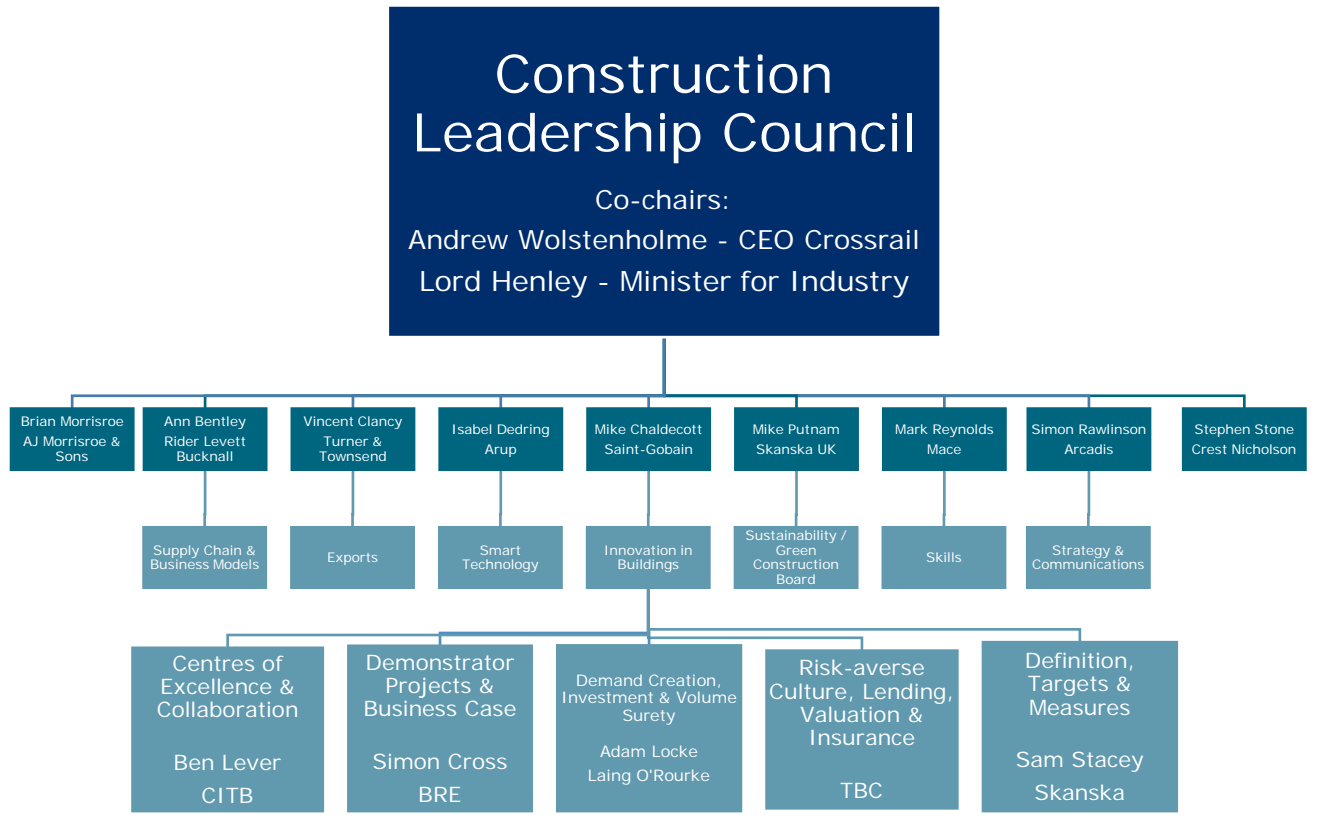 Construction
Leadership Council
Co-chairs:
Andrew Wolstenholme - CEO Crossrail
Lord Henley - Minister for Industry
Brian Morrisroe
AJ Morrisroe &
Sons
Ann Bentley
Rider Levett
Bucknall
Vincent Clancy
Turner &
Townsend
Isabel Dedring
Arup
Mike Chaldecott
Saint-Gobain
Mike Putnam
Skanska UK
Mark Reynolds
Mace
Simon Rawlinson
Arcadis
Stephen Stone
Crest Nicholson
Supply Chain &
Business Models
Exports
Smart
Technology
Innovation in
Buildings
Sustainability /
Green
Construction
Board
Skills
Strategy &
Communications
Centres of
Excellence &
Collaboration
Ben Lever
CITB
Demonstrator
Projects &
Business Case
Simon Cross
BRE
Demand Creation,
Investment & Volume
Surety
Adam Locke
Laing O'Rourke
Risk-averse
Culture, Lending,
Valuation &
Insurance
TBC
Definition,
Targets &
Measures
Sam Stacey
Skanska